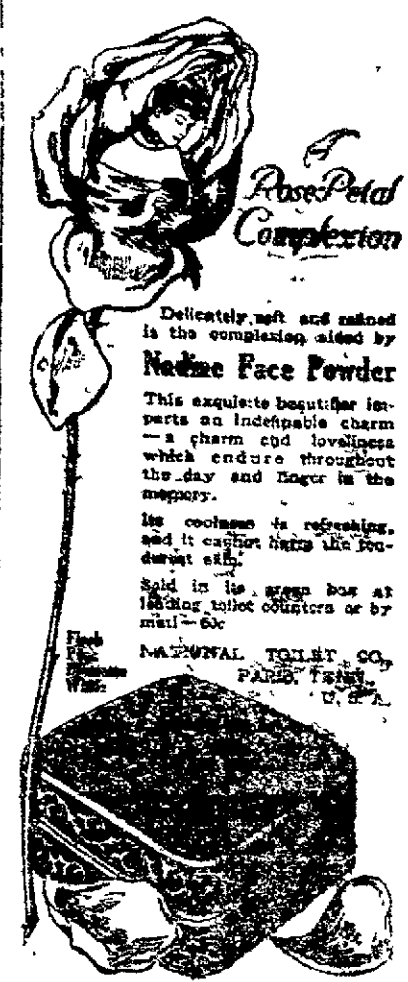 A
Rose-Petal
Complexion
Delicately soft and refined
is the complexion aided by
Nadine Face Powder
This exquisite beautifier im-
parts an indefinable charm
— a charm and loveliness
which endure throughout
the day and linger in the
memory.
Its coolness is refreshing,
and it cannot harm the ten-
derest skin.
Sold in its green box at
leading toilet counters or by
mail — 60c
Flesh
Pink
Brunette
White
NATIONAL TOILET CO.,
PARIS, TENN.,
U. S. A.